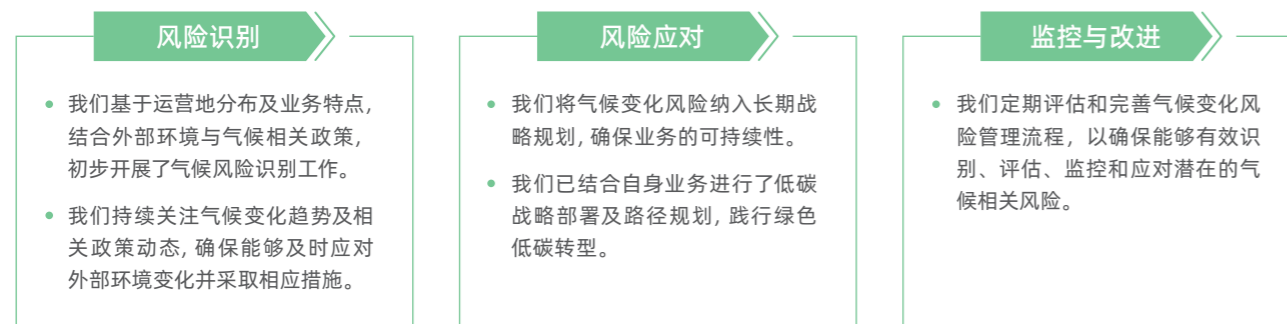 风险识别
我们基于运营地分布及业务特点,
结合外部环境与气候相关政策,
初步开展了气候风险识别工作。
我们持续关注气候变化趋势及相
关政策动态, 确保能够及时应对
外部环境变化并采取相应措施。
风险应对
我们将气候变化风险纳入长期战
略规划, 确保业务的可持续性。
我们已结合自身业务进行了低碳
战略部署及路径规划, 践行绿色
低碳转型。
监控与改进
我们定期评估和完善气候变化风
险管理流程，以确保能够有效识
别、评估、监控和应对潜在的气
候相关风险。